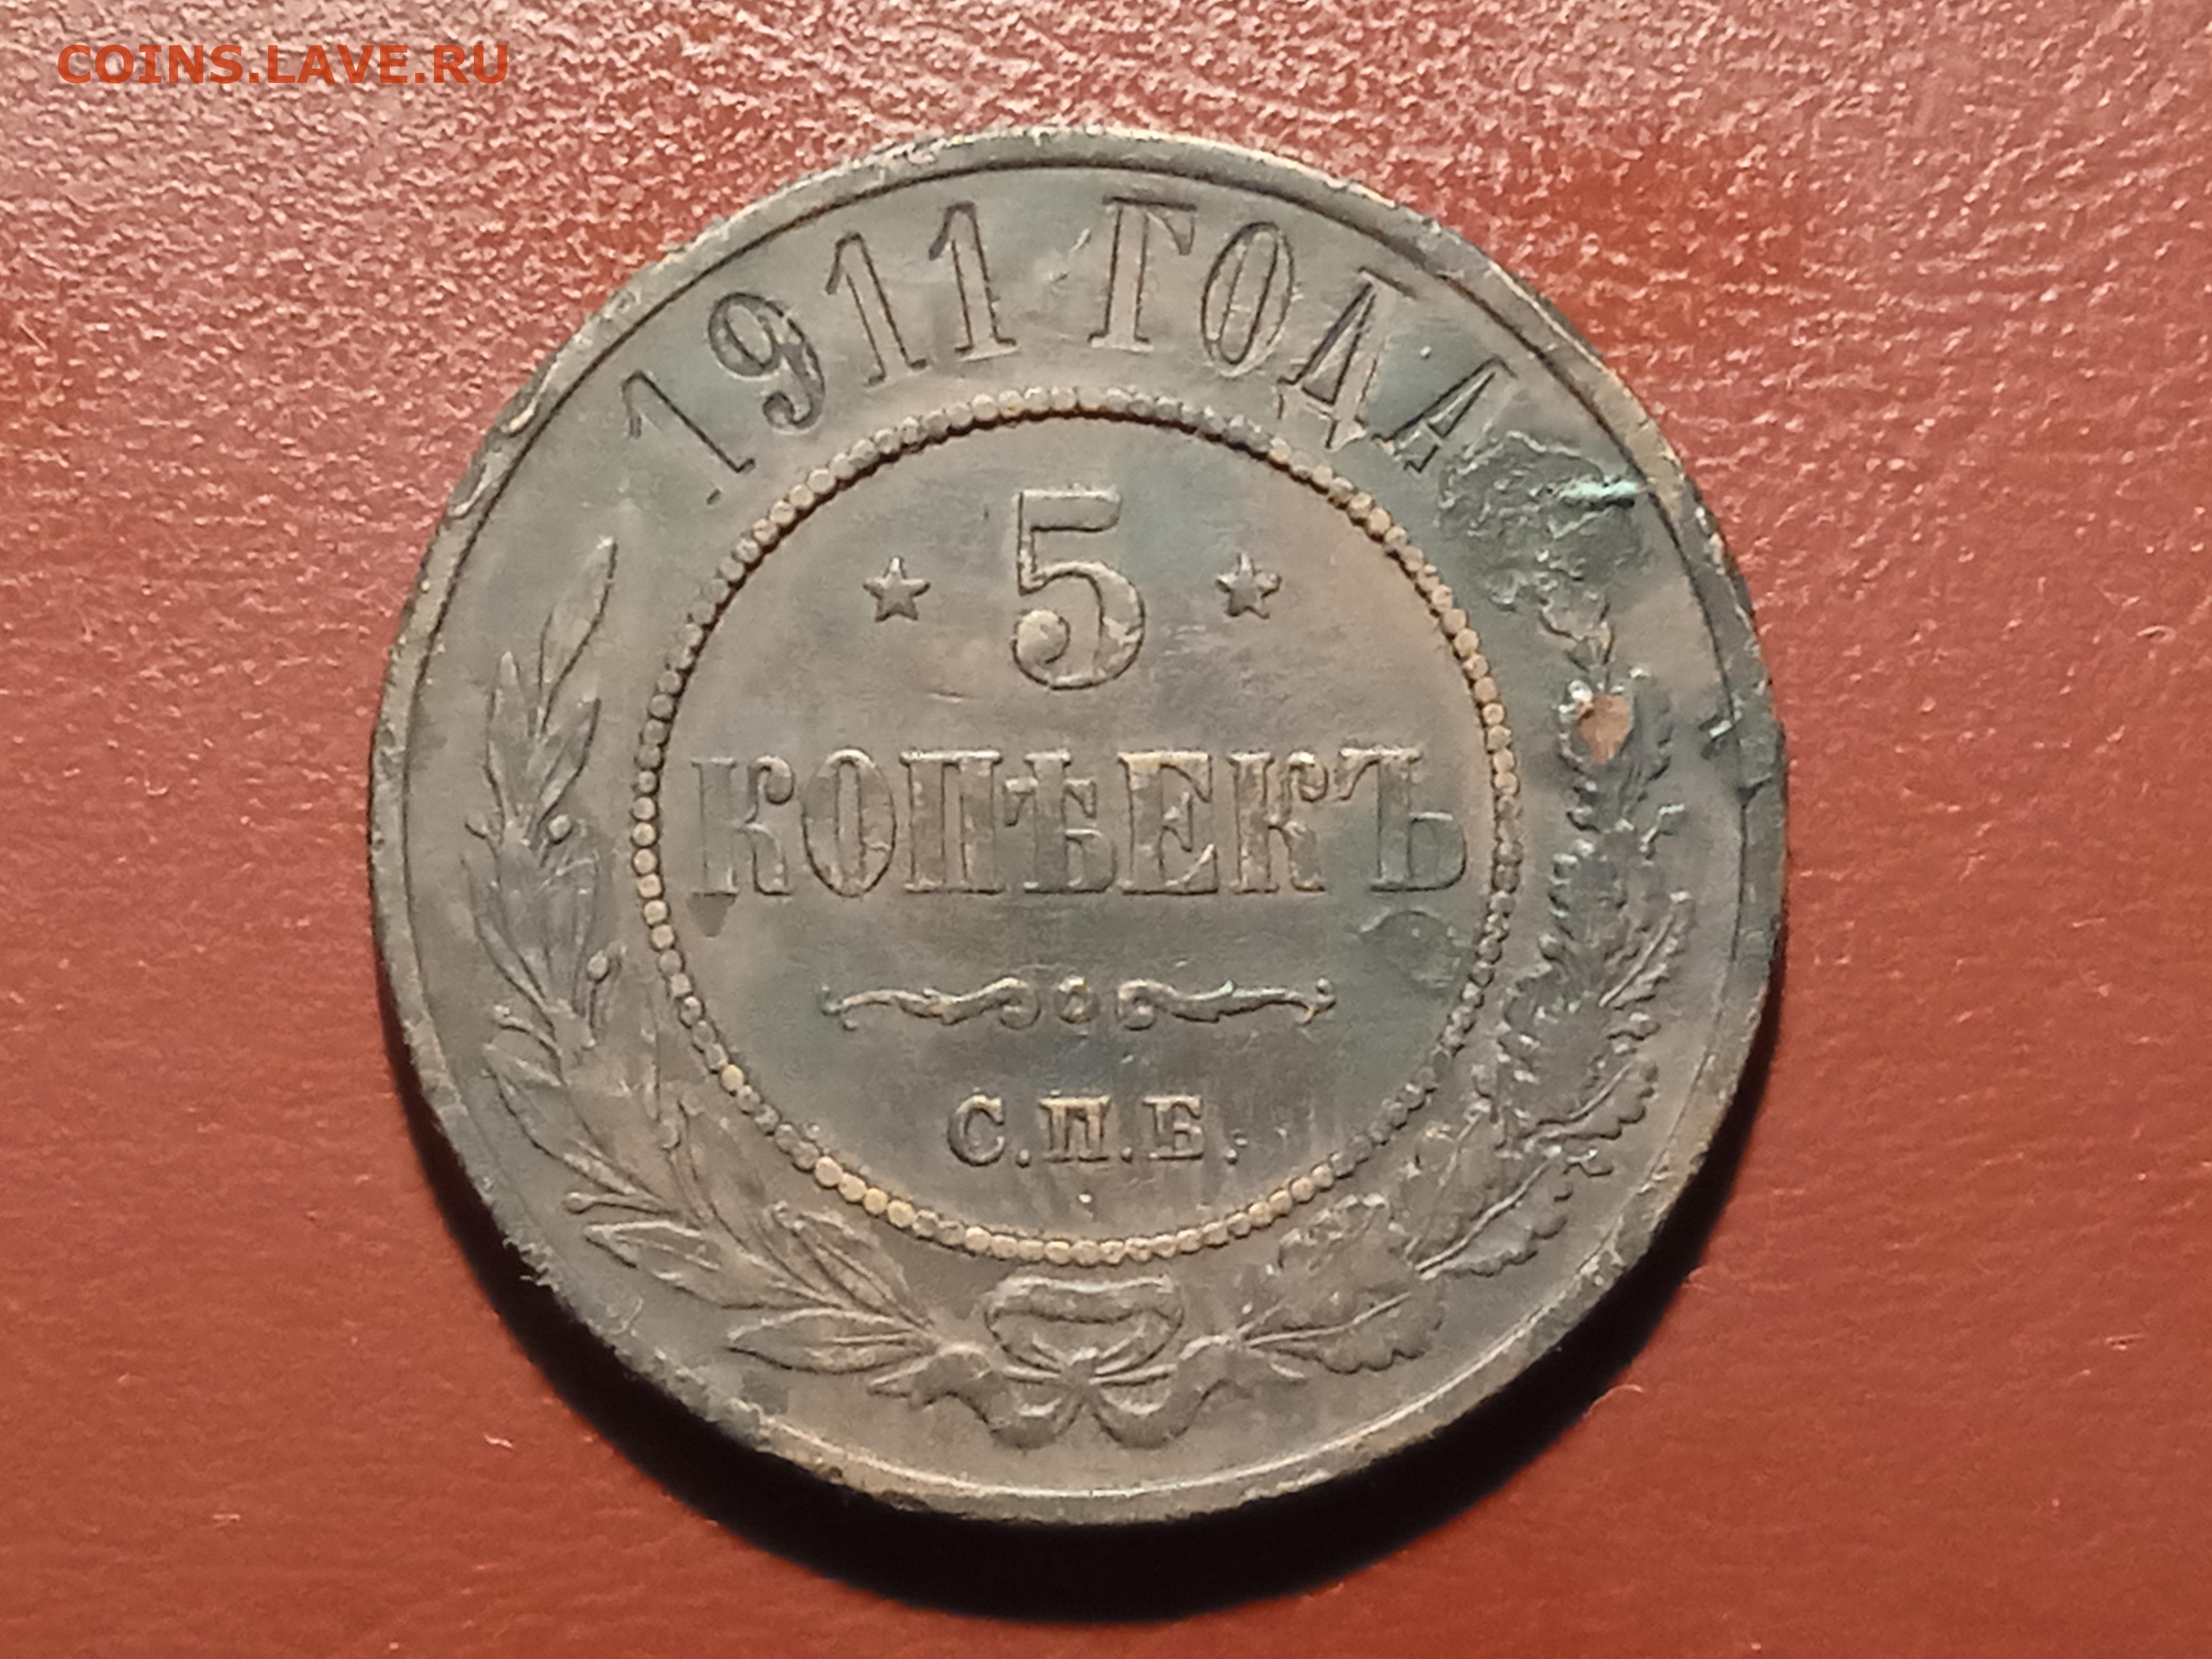 COINS.LAVE.RU
1911 ГОДА
5
КОПѢЕКЪ
С.П.Б.